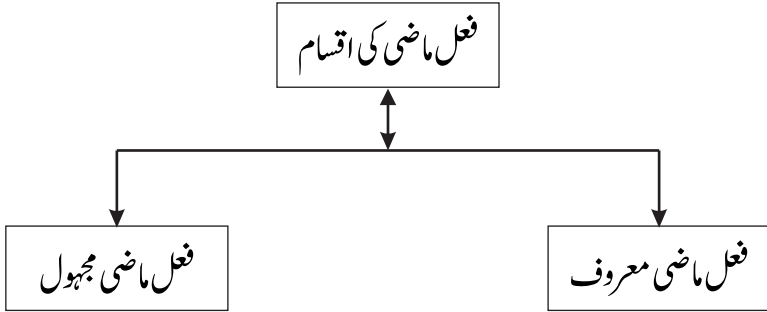 فعل ماضی کی اقسام
فعل ماضی معروف
فعل ماضی مجہول